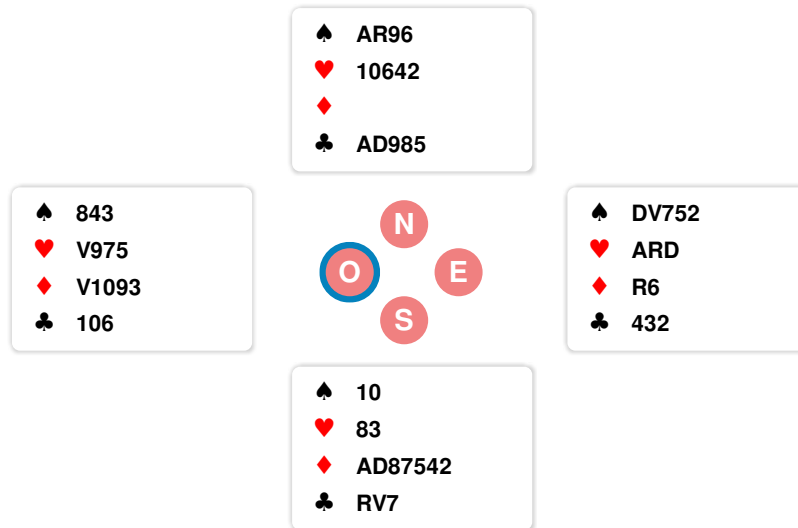 ♠ AR96
♥ 10642
♦
♣ AD985
♠ 843
♥ V975
♦ V1093
♣ 106
N
O
E
S
♠ DV752
♥ ARD
♦ R6
♣ 432
♠ 10
♥ 83
♦ AD87542
♣ RV7